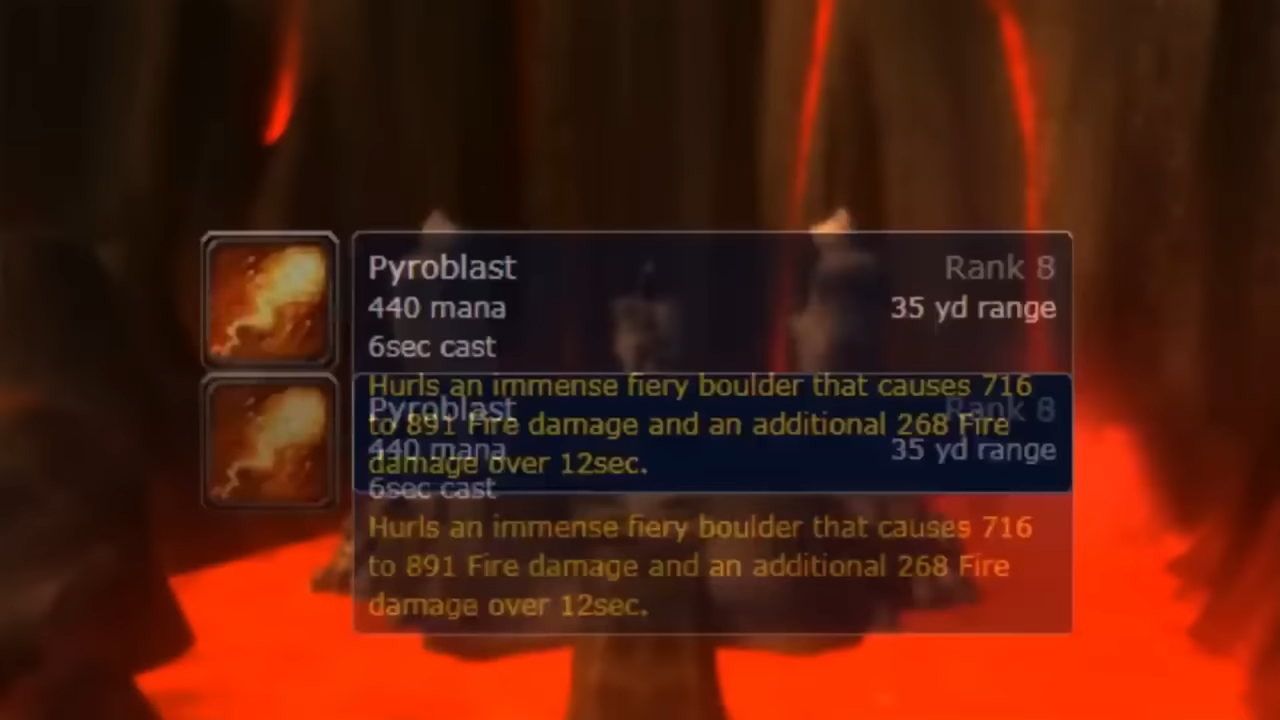 Pyroblast Rank 8
440 mana 35 yd range
6sec cast
Hurls an immense fiery boulder that causes 716
to 891 Fire damage and an additional 268 Fire
damage over 12sec.
Pyroblast Rank 8
440 mana 35 yd range
6sec cast
Hurls an immense fiery boulder that causes 716
to 891 Fire damage and an additional 268 Fire
damage over 12sec.